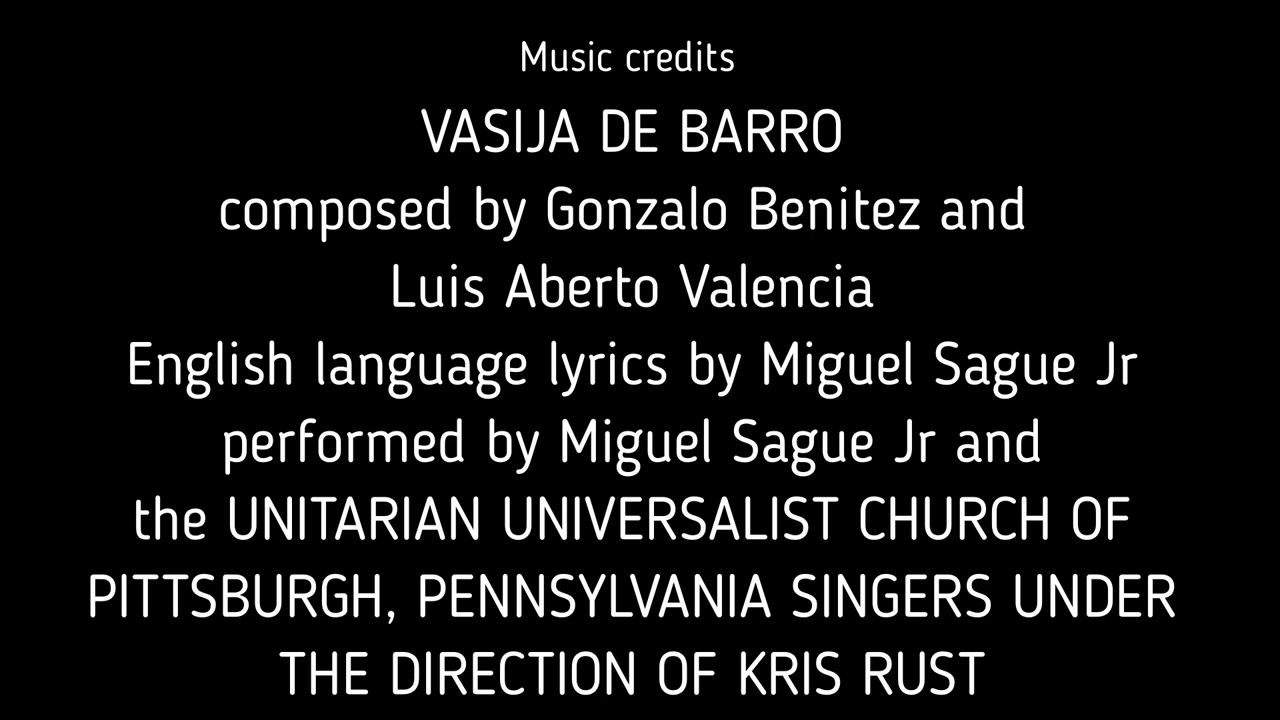 Music credits
VASIJA DE BARRO
composed by Gonzalo Benitez and
Luis Aberto Valencia
English language lyrics by Miguel Sague Jr
performed by Miguel Sague Jr and
the UNITARIAN UNIVERSALIST CHURCH OF
PITTSBURGH, PENNSYLVANIA SINGERS UNDER
THE DIRECTION OF KRIS RUST